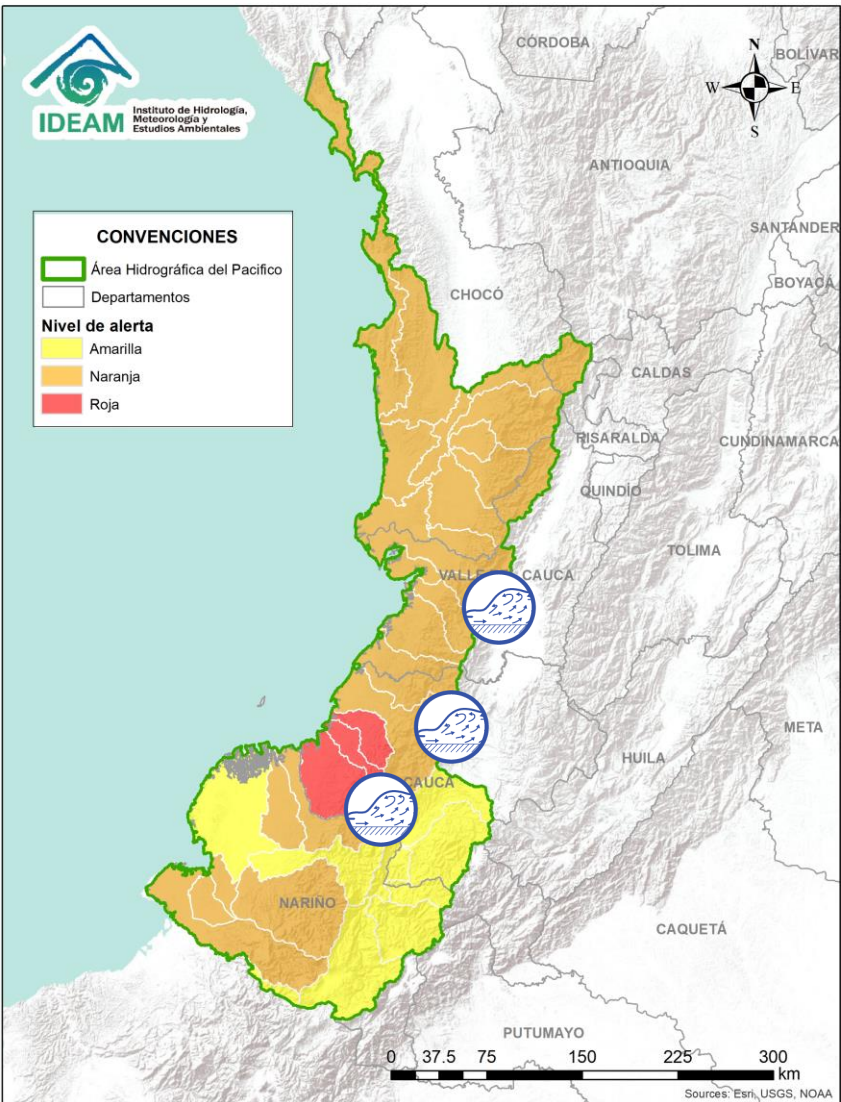 IDEAM
Instituto de Hidrología,
Meteorología y
Estudios Ambientales
N
W E
S
CÓRDOBA
BOLÍVAR
ANTIOQUIA
SANTANDER
BOYACÁ
CHOCÓ
CONVENCIONES
Área Hidrográfica del Pacifico
Departamentos
Nivel de alerta
Amarilla
Naranja
Roja
CALDAS
RISARALDA
CUNDINAMARCA
QUINDÍO
TOLIMA
VALLE CAUCA
META
HUILA
CAUCA
NARIÑO
CAQUETÁ
PUTUMAYO
0 37.5 75 150 225 300
km
Sources: Esri, USGS, NOAA